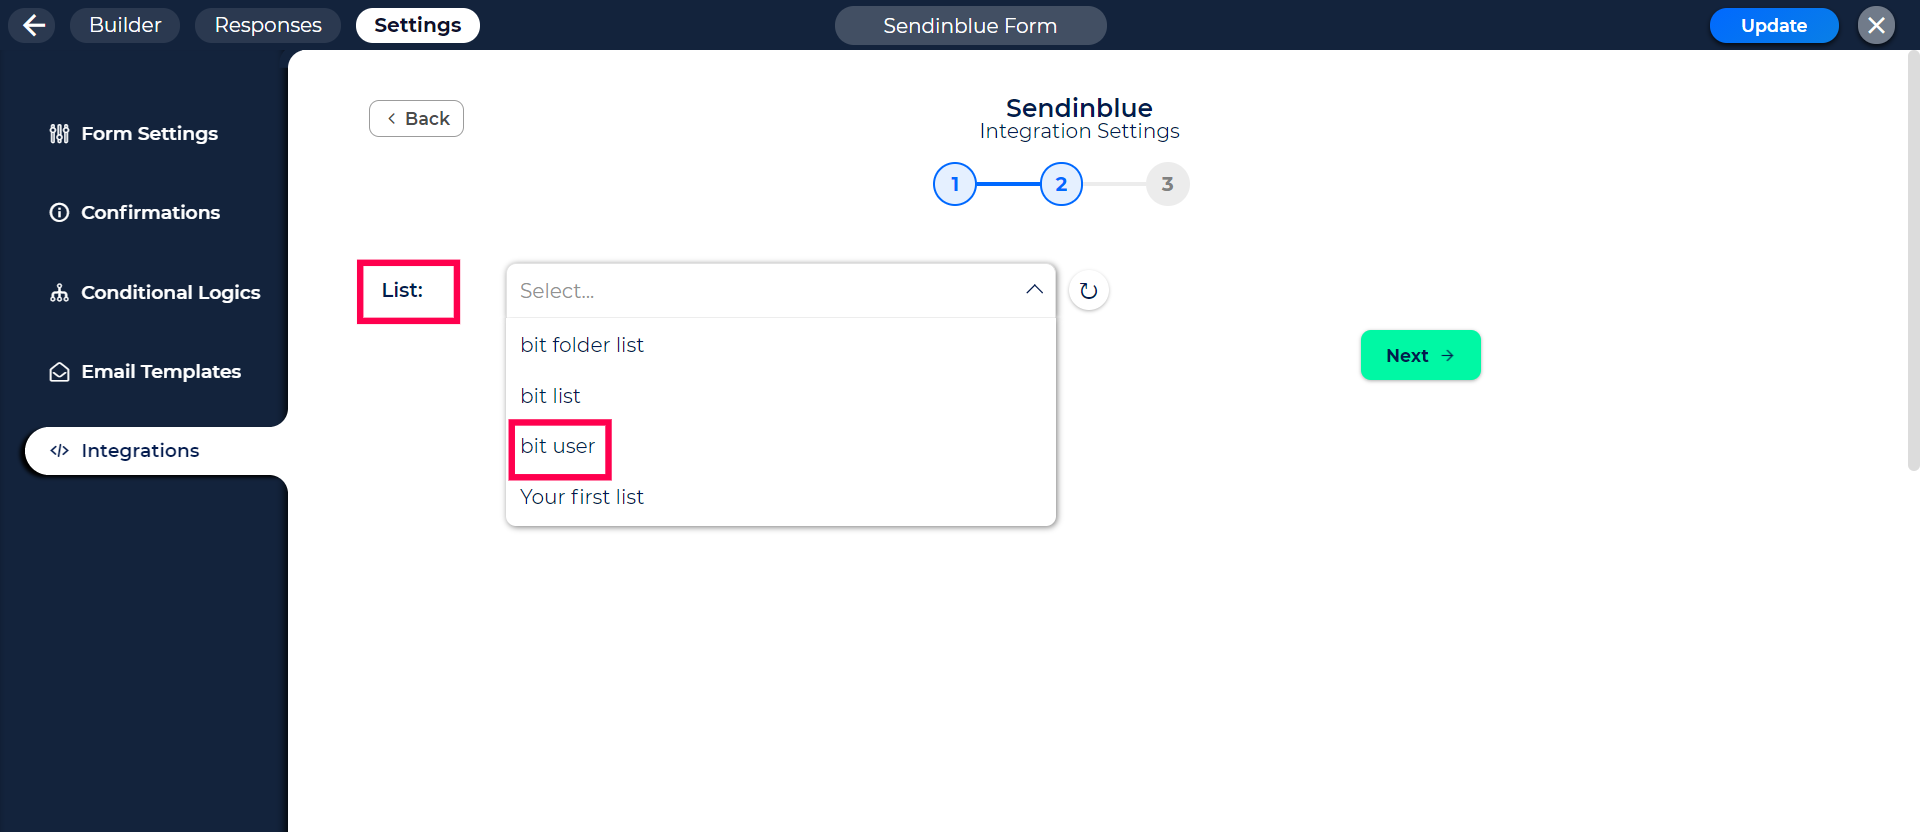 Builder Responses Settings Sendinblue Form Update
Form Settings
Confirmations
Conditional Logics
Email Templates
Integrations
Back
Sendinblue
Integration Settings
1 2 3
List: Select...
bit folder list
bit list
bit user
Your first list
Next